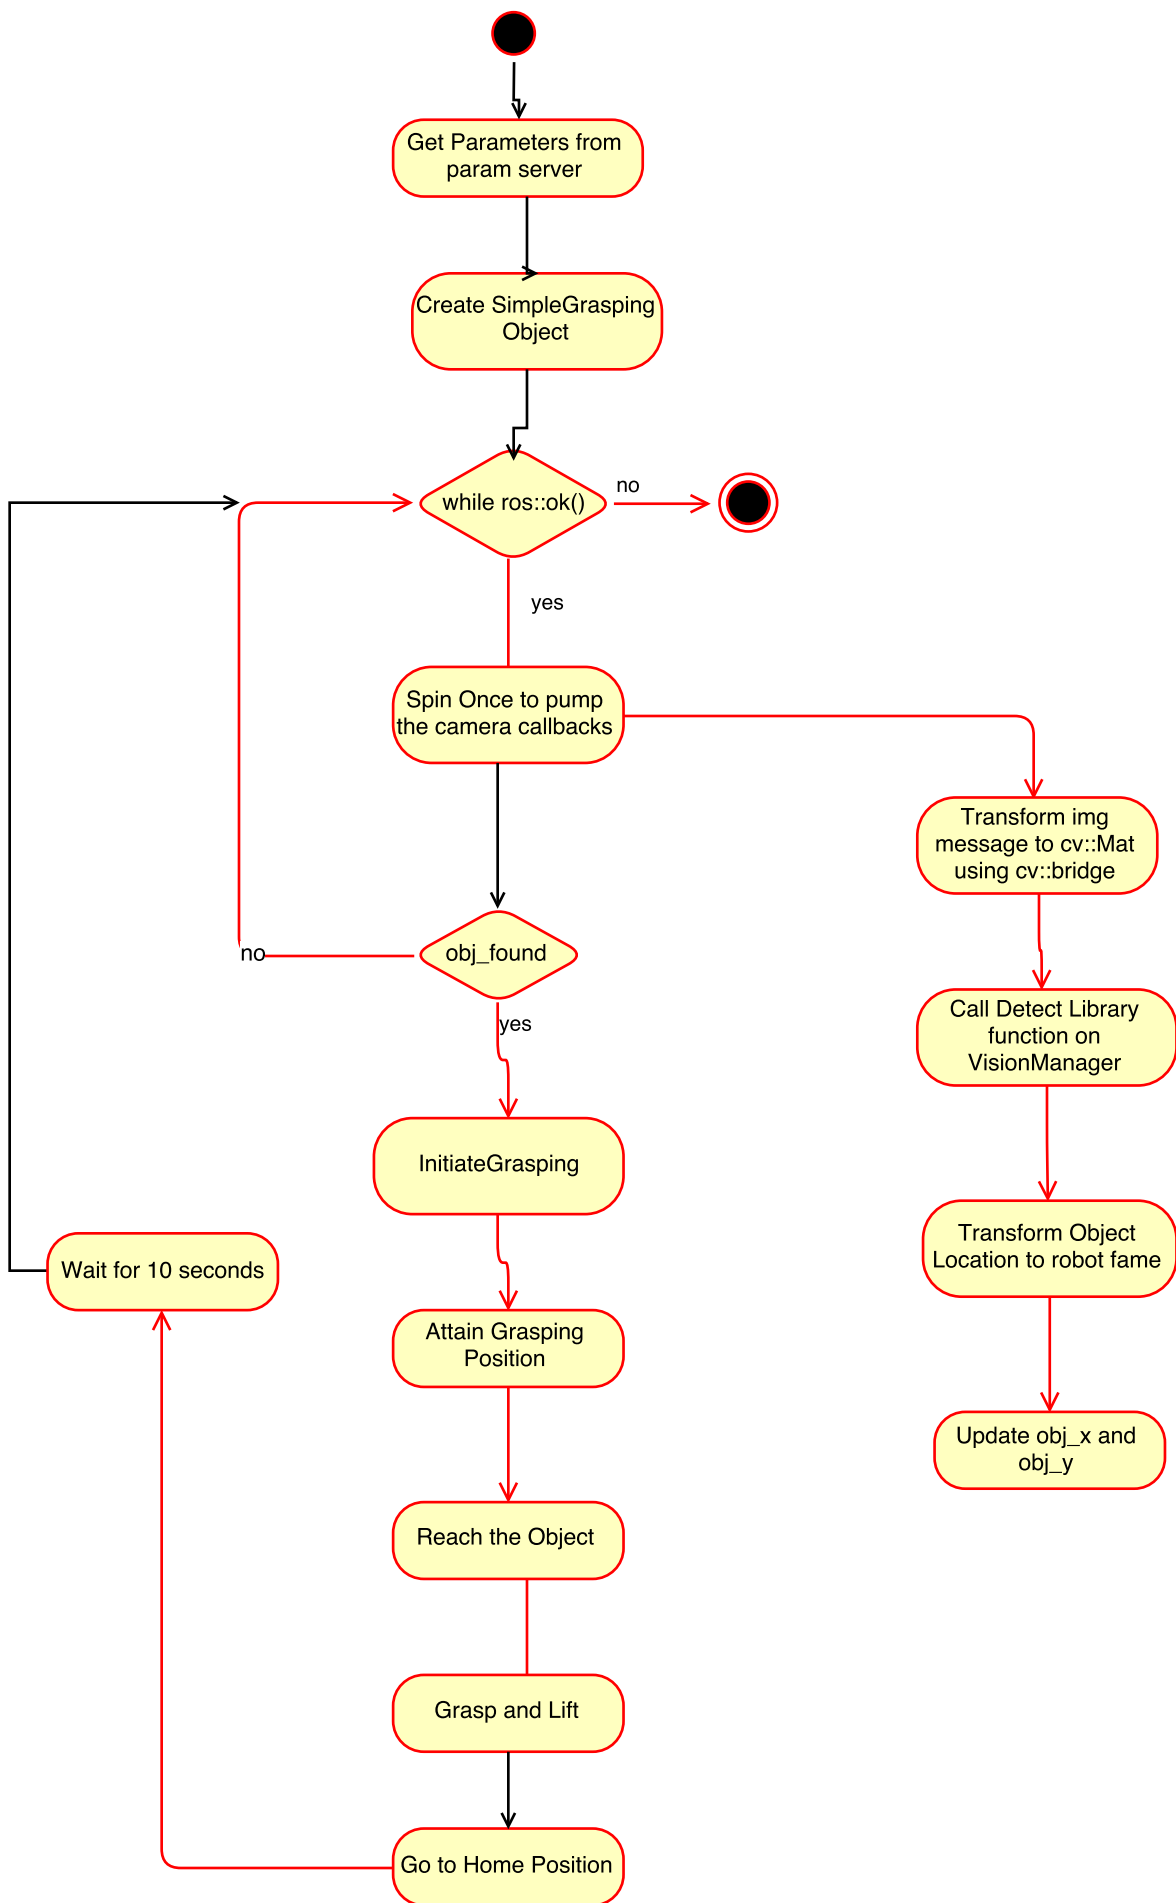 Get Parameters from
param server
Create SimpleGrasping
Object
while ros::ok()
no
yes
Spin Once to pump
the camera callbacks
Transform img
message to cv::Mat
using cv::bridge
obj_found
no
yes
Call Detect Library
function on
VisionManager
InitiateGrasping
Transform Object
Location to robot fame
Wait for 10 seconds
Attain Grasping
Position
Update obj_x and
obj_y
Reach the Object
Grasp and Lift
Go to Home Position